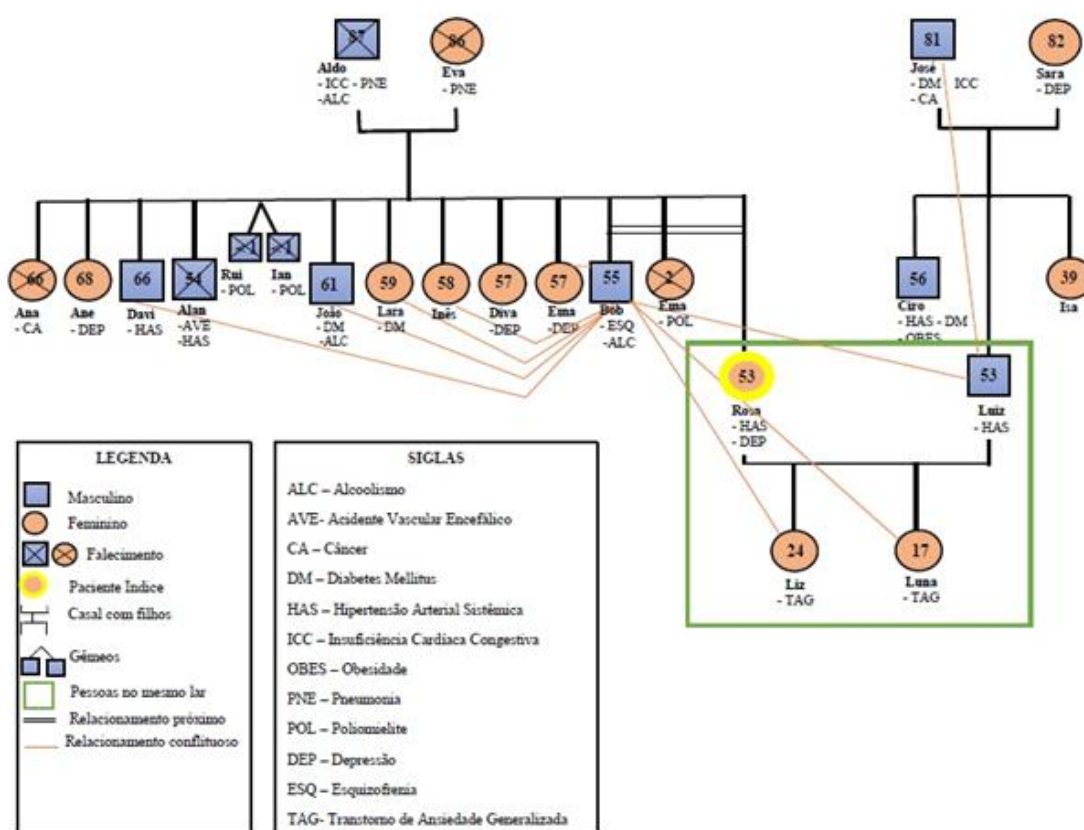 87
86
81
82
Aldo
- ICC - PNE
-ALC
Eva
- PNE
José
- DM - ICC
- CA
Sara
- DEP
66
68
66
54
-1
-1
61
59
58
57
57
55
2
56
39
Ana
- CA
Ane
- DEP
Davi
- HAS
Alan
-AVE
-HAS
Rui
- POL
Ian
- POL
João
- DM
-ALC
Lara
- DM
Inês
Diva
-DEP
Ema
-DEP
Bob
- ESQ
- ALC
Ema
- POL
Ciro
- HAS - DM
- OBES
Isa
53
Rosa
- HAS
- DEP
53
Luiz
- HAS
24
Liz
- TAG
17
Luna
- TAG
LEGENDA
Masculino
Feminino
Falecimento
Paciente Indice
Casal com filhos
Gêmeos
Pessoas no mesmo lar
Relacionamento próximo
Relacionamento conflituoso
SIGLAS
ALC – Alcoolismo
AVE- Acidente Vascular Encefálico
CA – Câncer
DM – Diabetes Mellitus
HAS – Hipertensão Arterial Sistêmica
ICC – Insuficiência Cardíaca Congestiva
OBES – Obesidade
PNE – Pneumonia
POL – Poliomielite
DEP – Depressão
ESQ – Esquizofrenia
TAG- Transtorno de Ansiedade Generalizada